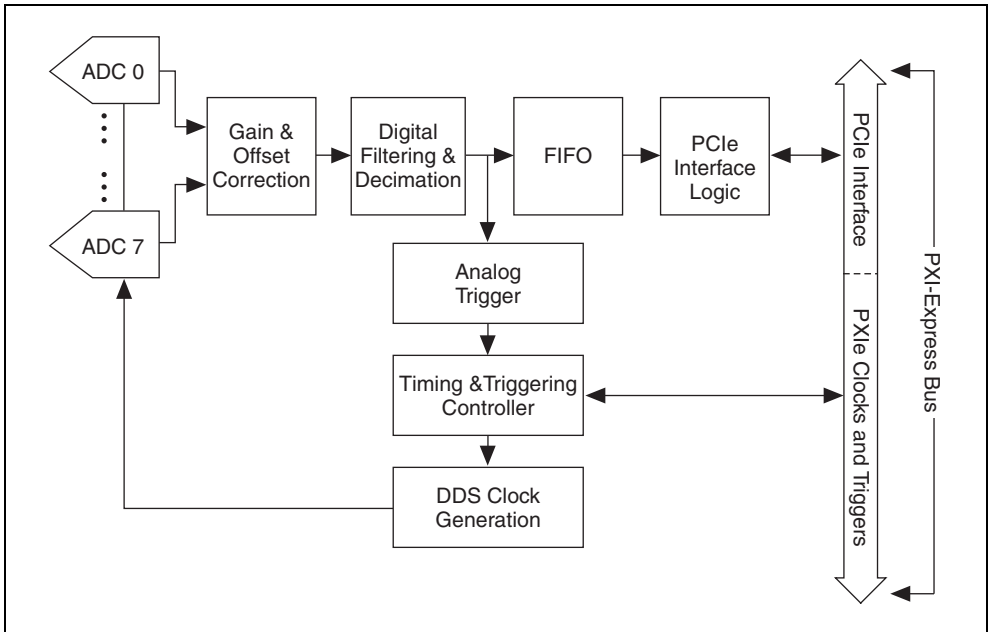 ADC 0
ADC 7
Gain &
Offset
Correction
Digital
Filtering &
Decimation
FIFO
PCIe
Interface
Logic
Analog
Trigger
Timing &Triggering
Controller
DDS Clock
Generation
PCIe Interface
PXIe Clocks and Triggers
PXI-Express Bus